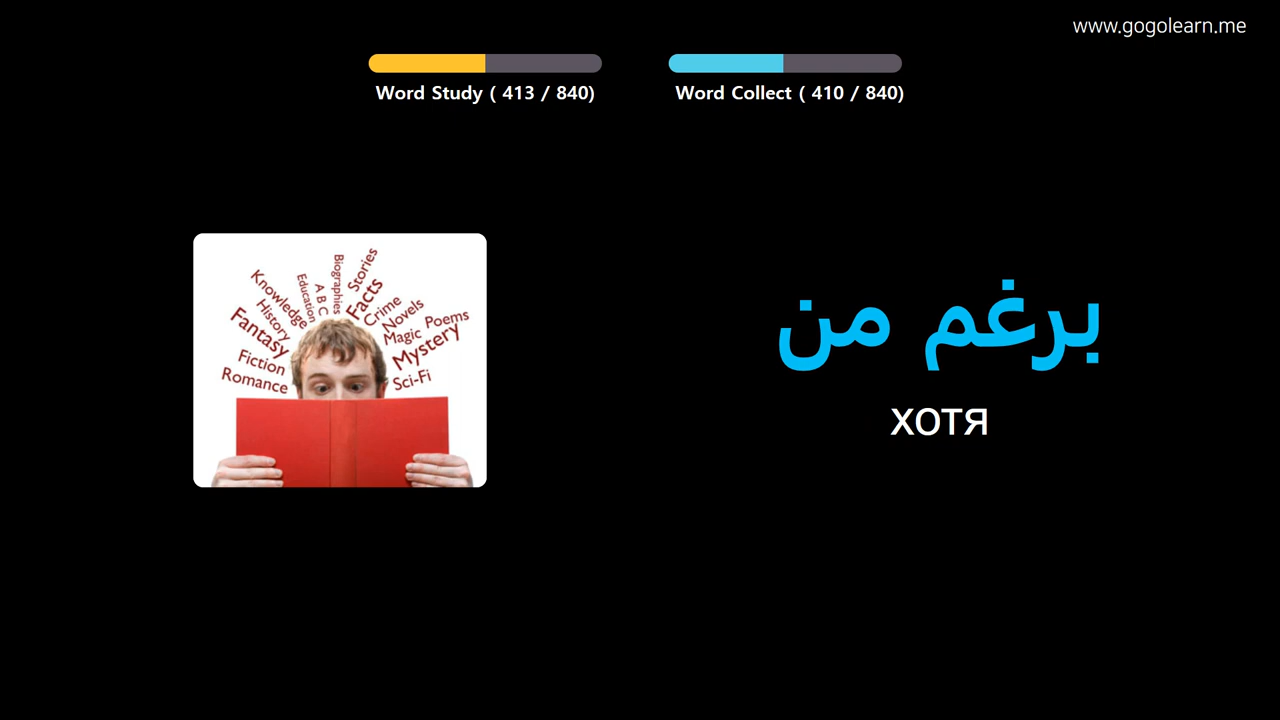 www.gogolearn.me
Word Study ( 413 / 840)
Word Collect ( 410 / 840)
Knowledge
History
Fantasy
Fiction
Romance
Education
A B C
Biographies
Stories
Facts
Crime
Novels
Magic
Poems
Mystery
Sci-Fi
برغم من
хотя